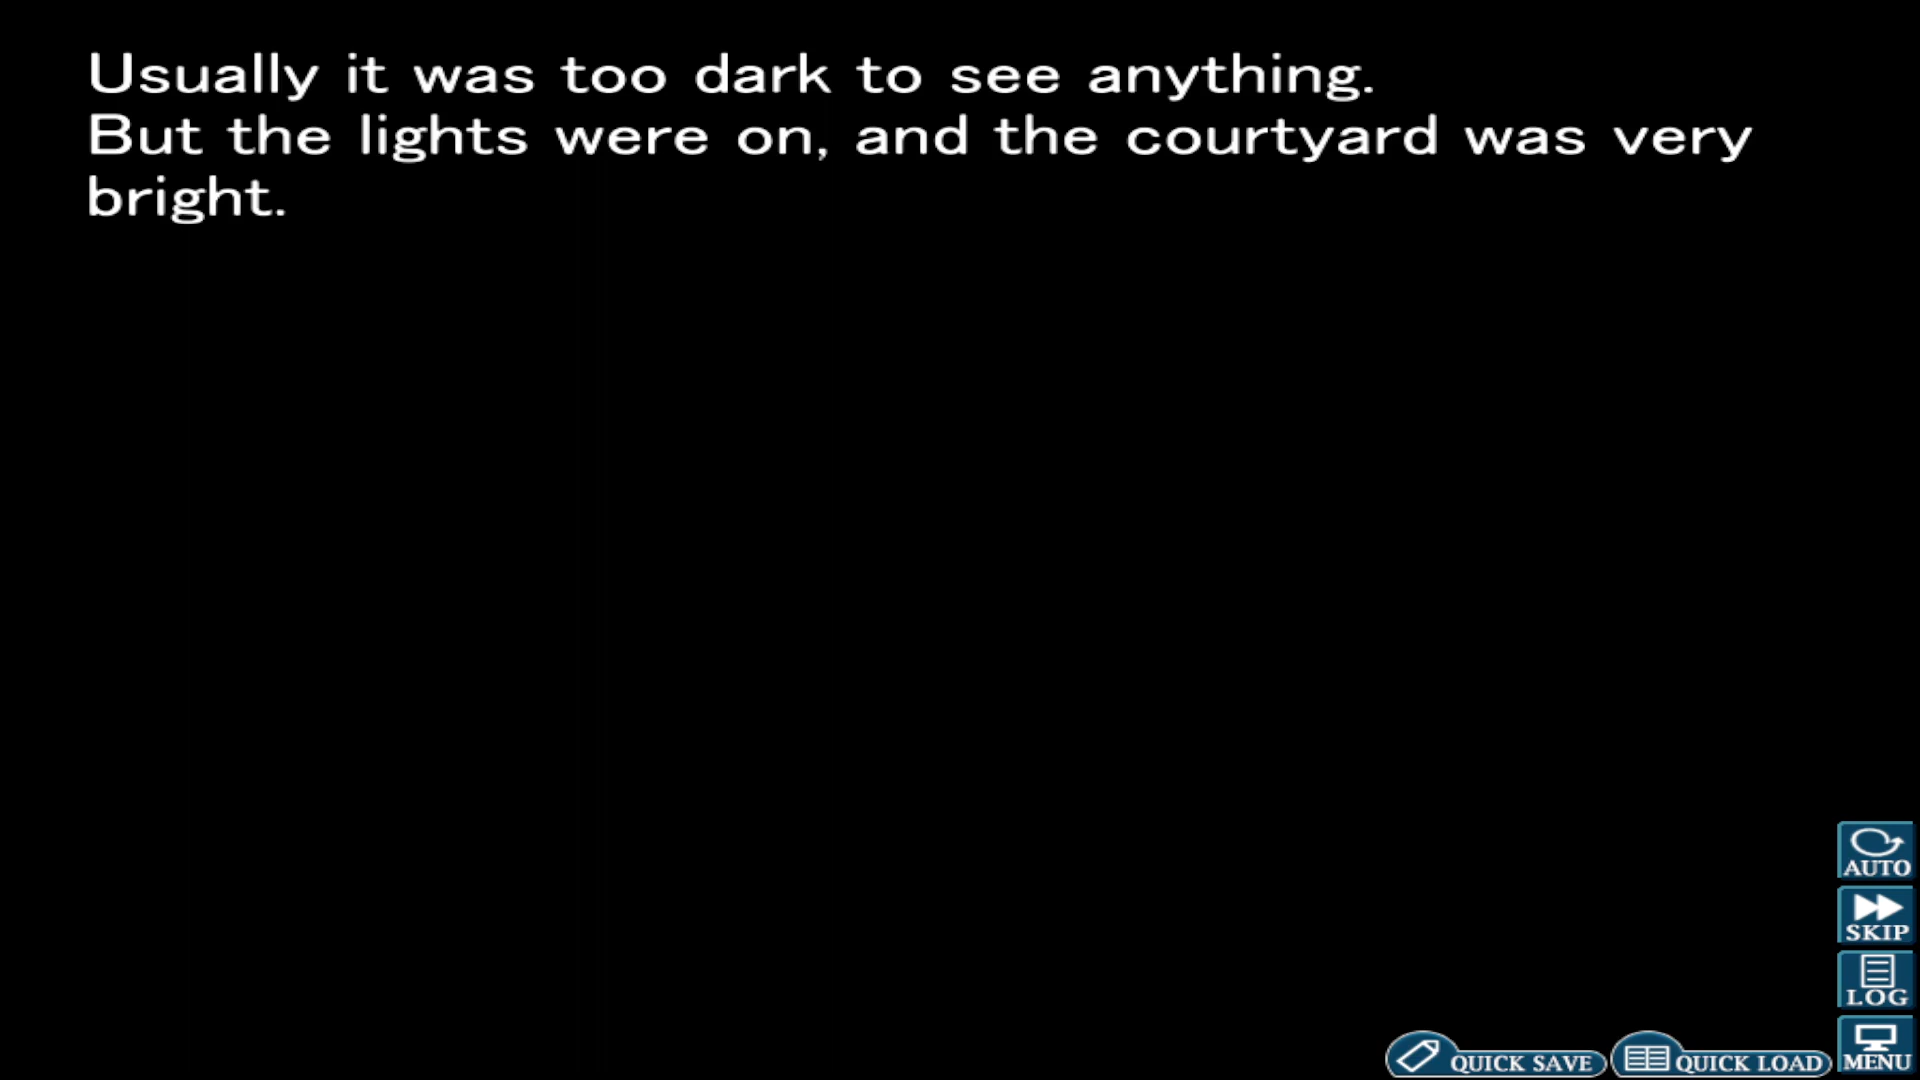 Usually it was too dark to see anything.
But the lights were on, and the courtyard was very
bright.
AUTO
SKIP
LOG
QUICK SAVE
QUICK LOAD
MENU